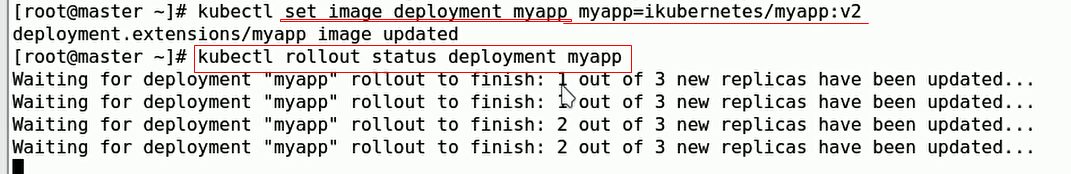 [root@master ~]# kubectl set image deployment myapp myapp=ikubernetes/myapp:v2
deployment.extensions/myapp image updated
[root@master ~]# kubectl rollout status deployment myapp
Waiting for deployment "myapp" rollout to finish: 1 out of 3 new replicas have been updated...
Waiting for deployment "myapp" rollout to finish: 1 out of 3 new replicas have been updated...
Waiting for deployment "myapp" rollout to finish: 2 out of 3 new replicas have been updated...
Waiting for deployment "myapp" rollout to finish: 2 out of 3 new replicas have been updated...